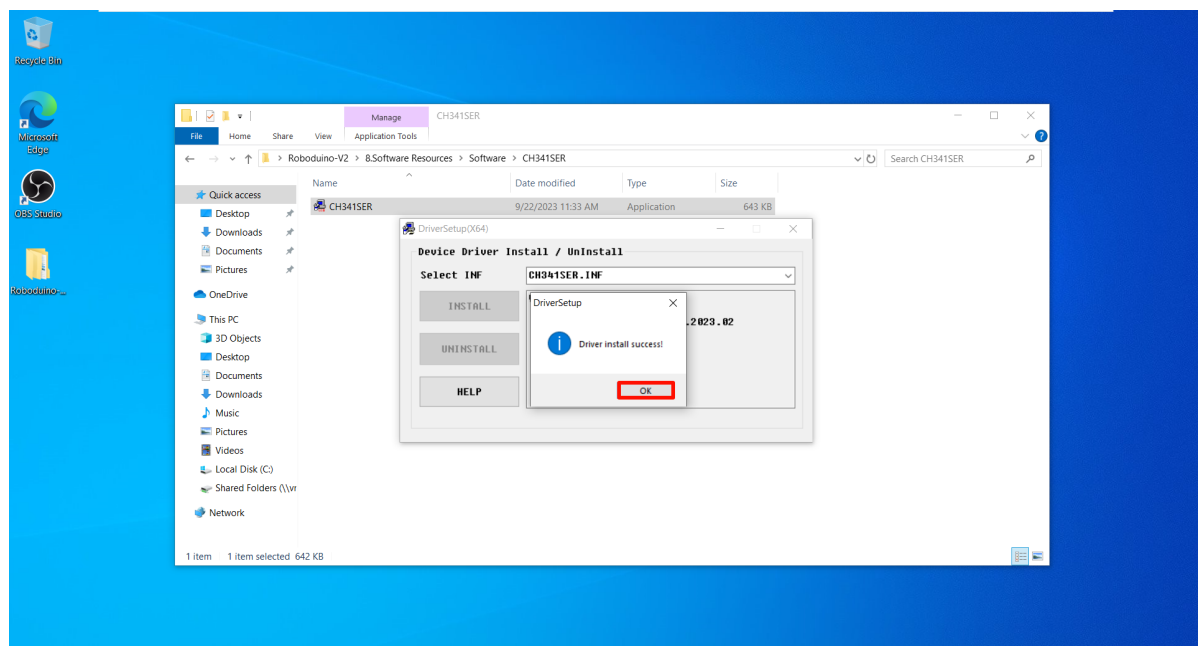 Recycle Bin
Microsoft
Edge
OBS Studio
Roboduino-...
Manage
CH341SER
File
Home
Share
View
Application Tools
Roboduino-V2 > 8.Software Resources > Software > CH341SER
Search CH341SER
Name
Date modified
Type
Size
CH341SER
9/22/2023 11:33 AM
Application
643 KB
Quick access
Desktop
Downloads
Documents
Pictures
OneDrive
This PC
3D Objects
Desktop
Documents
Downloads
Music
Pictures
Videos
Local Disk (C:)
Shared Folders (\\vr
Network
DriverSetup(X64)
Device Driver Install / UnInstall
Select INF
CH341SER.INF
INSTALL
UNINSTALL
HELP
.2023.02
DriverSetup
Driver install success!
OK
1 item
1 item selected 642 KB